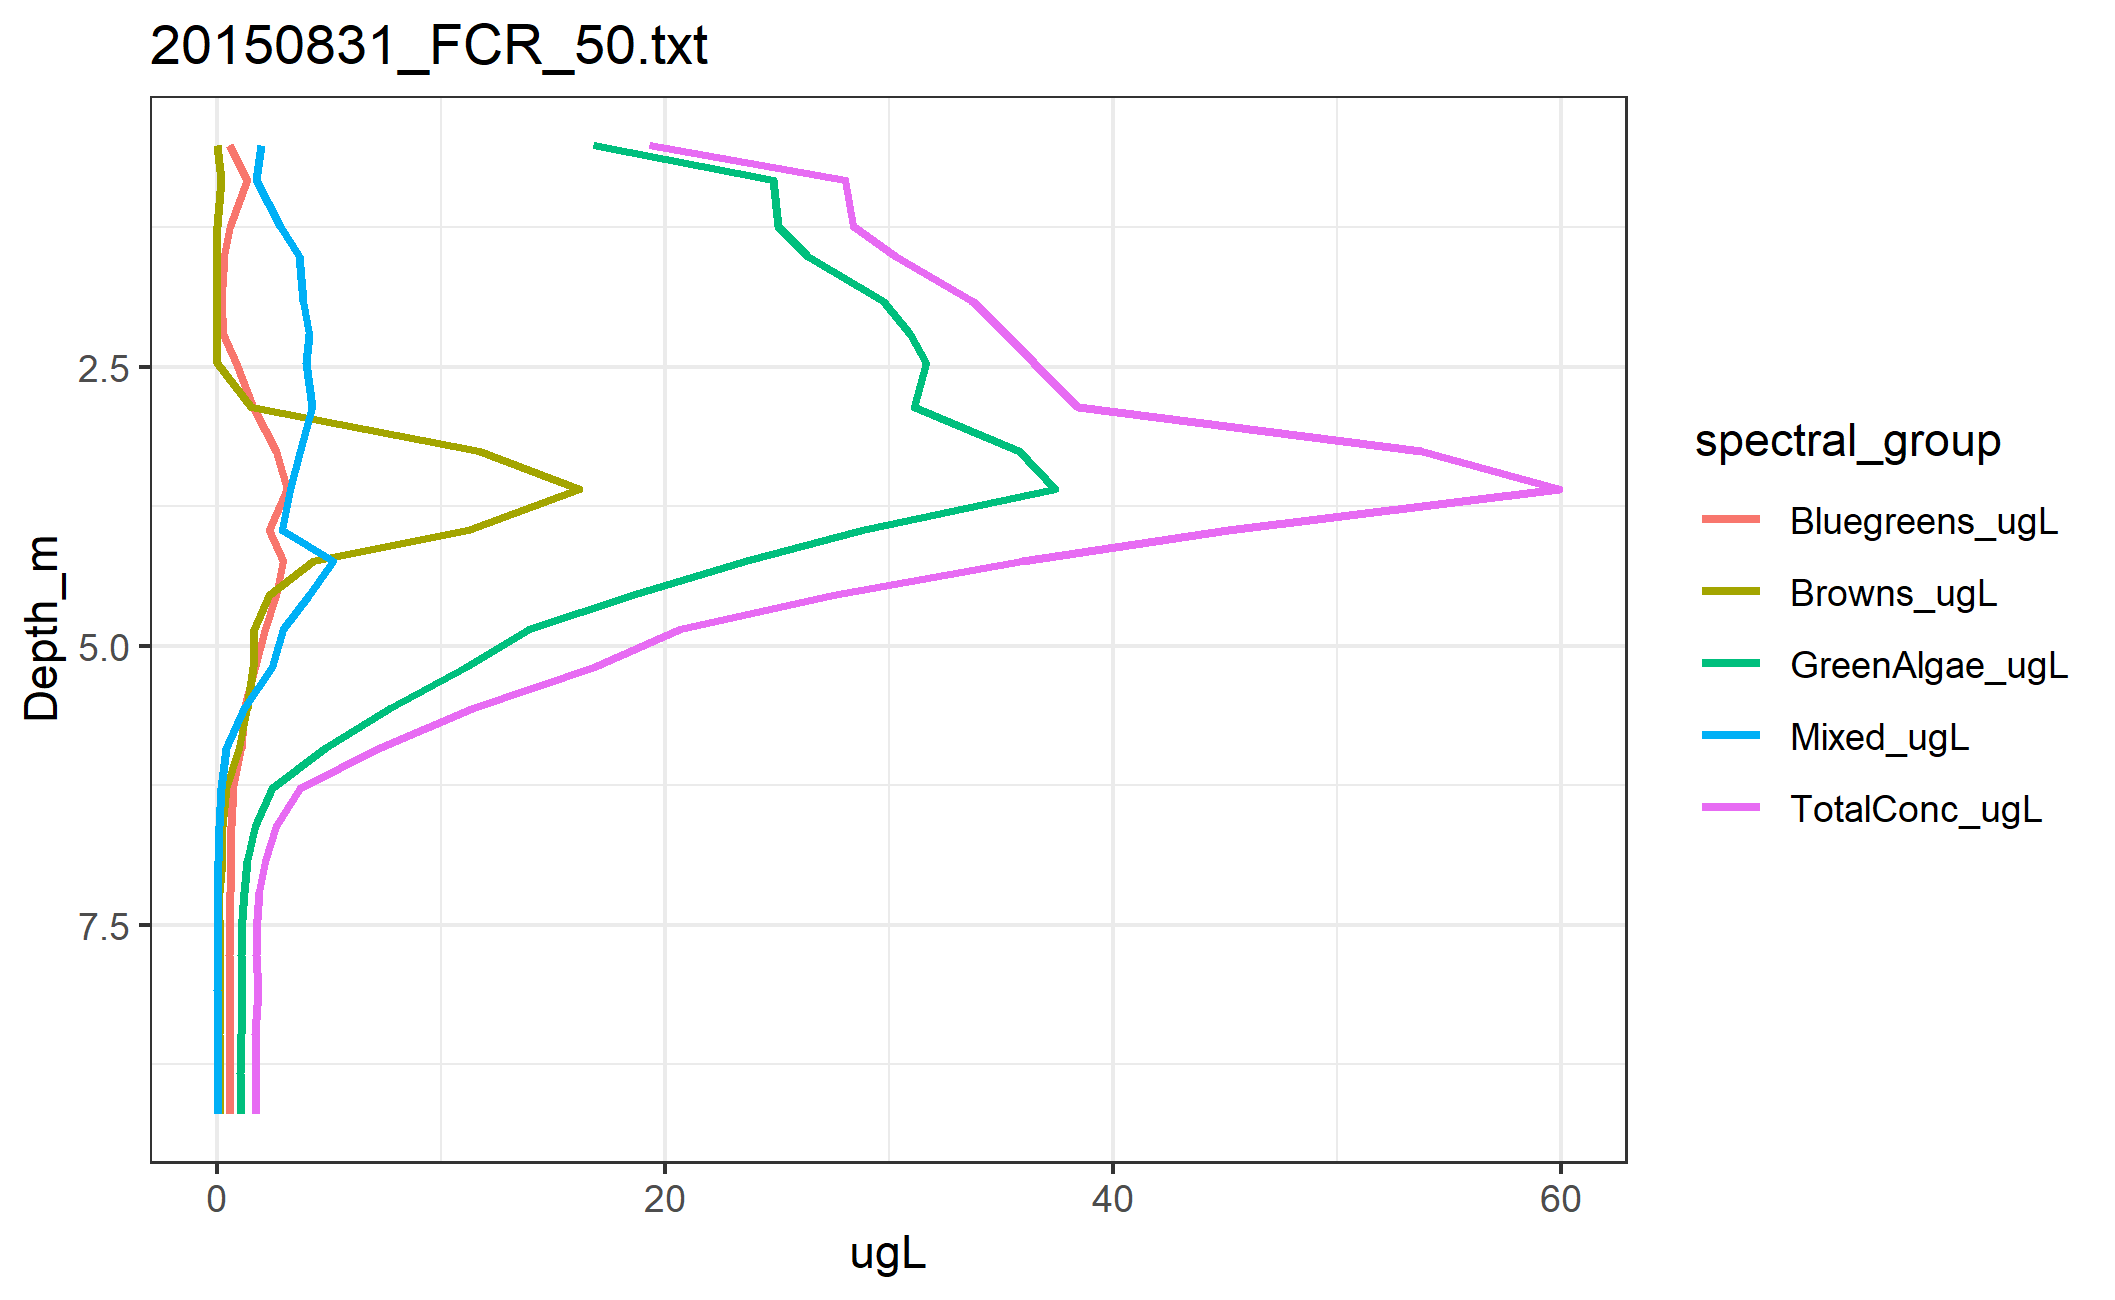 20150831_FCR_50.txt
2.5
5.0
7.5
Depth_m
0
20
40
60
ugL
spectral_group
Bluegreens_ugL
Browns_ugL
GreenAlgae_ugL
Mixed_ugL
TotalConc_ugL